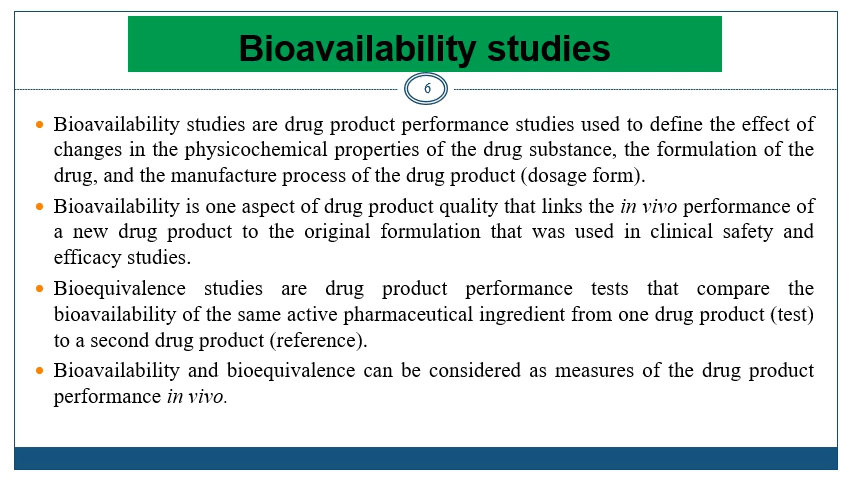 Bioavailability studies
6
• Bioavailability studies are drug product performance studies used to define the effect of
changes in the physicochemical properties of the drug substance, the formulation of the
drug, and the manufacture process of the drug product (dosage form).
• Bioavailability is one aspect of drug product quality that links the in vivo performance of
a new drug product to the original formulation that was used in clinical safety and
efficacy studies.
• Bioequivalence studies are drug product performance tests that compare the
bioavailability of the same active pharmaceutical ingredient from one drug product (test)
to a second drug product (reference).
• Bioavailability and bioequivalence can be considered as measures of the drug product
performance in vivo.